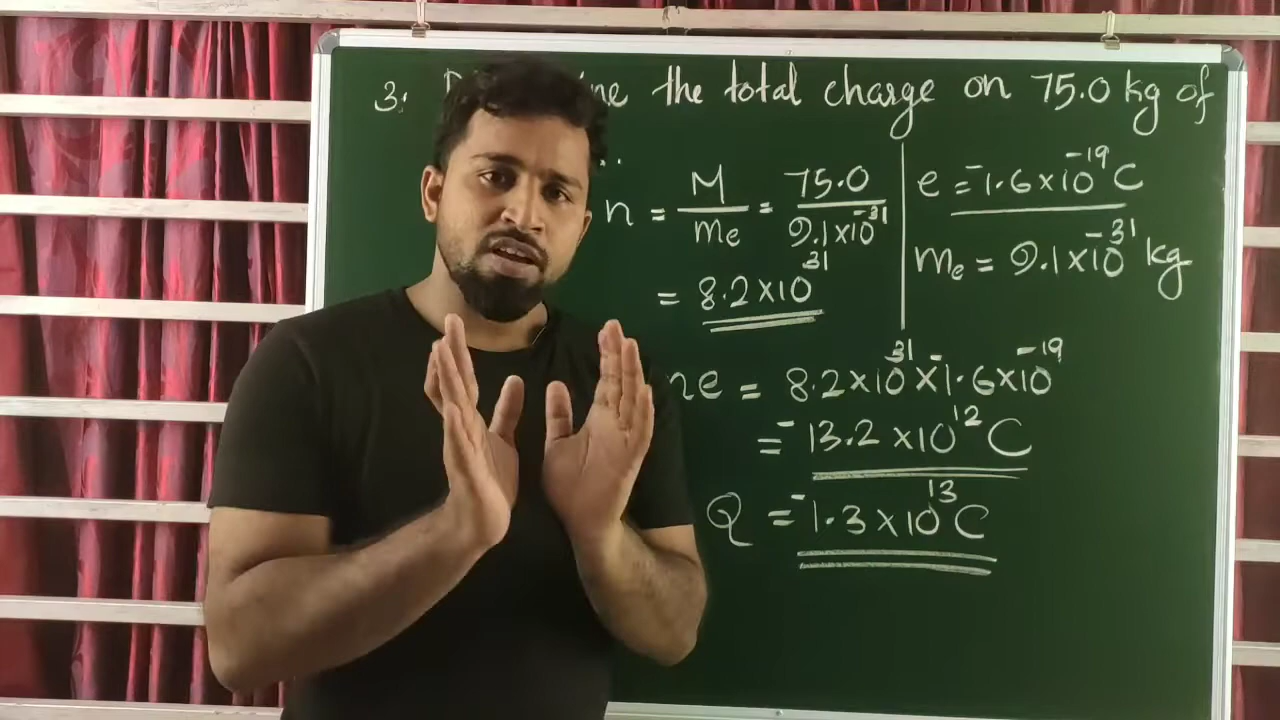 3. the total charge on 75.0 kg of
n = M/me = 75.0/9.1×10^-31
= 8.2×10^31
e = -1.6×10^-19 C
me = 9.1×10^-31 kg
ne = 8.2×10^31 × -1.6×10^-19
= -13.2×10^12 C
Q = -1.3×10^13 C